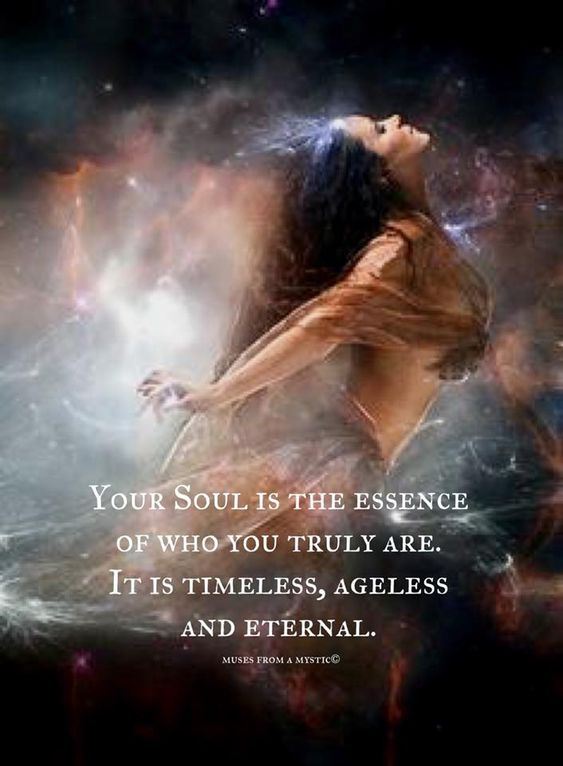 Your Soul is the essence
of who you truly are.
It is timeless, ageless
and eternal.
muses from a mystic©